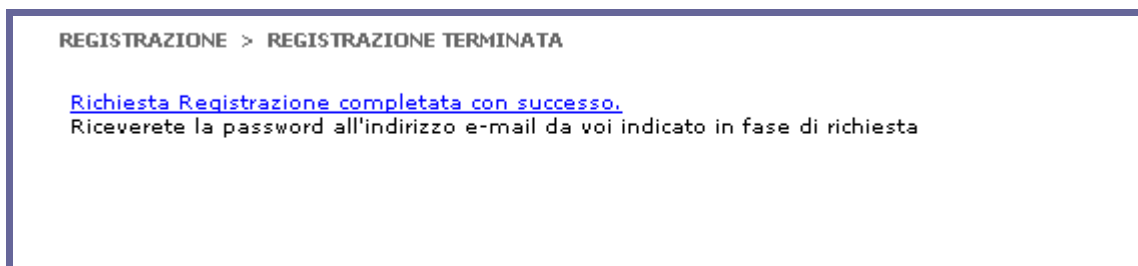 REGISTRAZIONE > REGISTRAZIONE TERMINATA
Richiesta Registrazione completata con successo.
Riceverete la password all'indirizzo e-mail da voi indicato in fase di richiesta